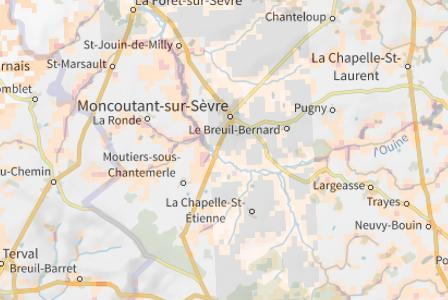 La Forêt-sur-Sèvre
Chanteloup
St-Jouin-de-Milly
La Chapelle-St-
Laurent
St-Marsault
Moncoutant-sur-Sèvre
Pugny
La Ronde
Le Breuil-Bernard
l'Ouine
Moutiers-sous-
Chantemerle
u-Chemin
Largeasse
La Chapelle-St-
Étienne
Trayes
Neuvy-Bouin
Terval
Breuil-Barret